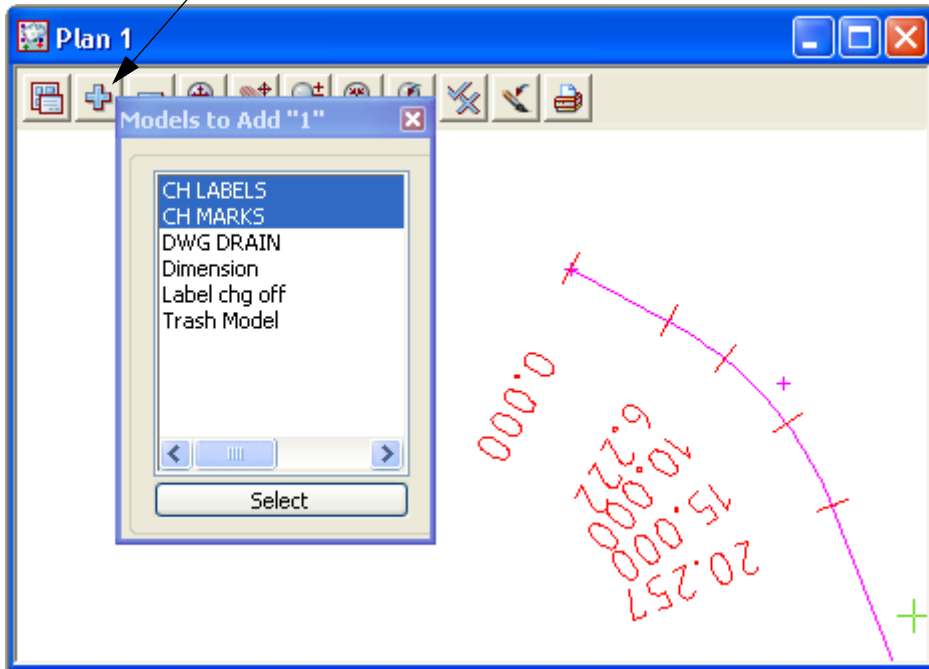 Plan 1
Models to Add "1"
CH LABELS
CH MARKS
DWG DRAIN
Dimension
Label chg off
Trash Model
Select
0.000
6.222
10.000
15.000
20.257